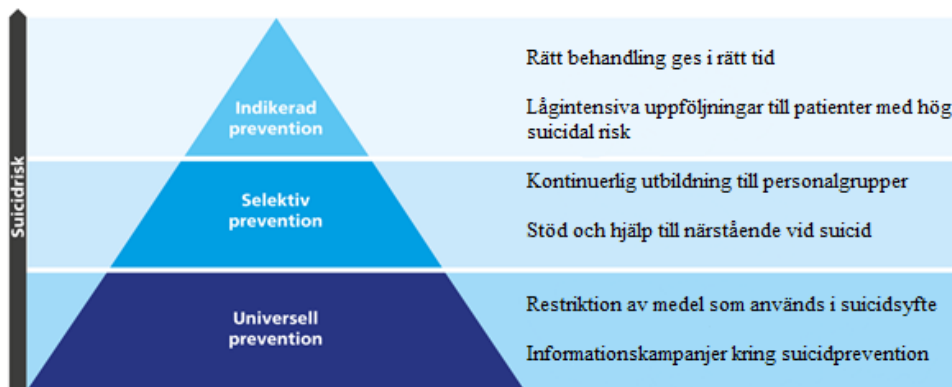 Suicidrisk
Indikerad
prevention
Rätt behandling ges i rätt tid
Lågintensiva uppföljningar till patienter med hög
suicidal risk
Selektiv
prevention
Kontinuerlig utbildning till personalgrupper
Stöd och hjälp till närstående vid suicid
Universell
prevention
Restriktion av medel som används i suicidsyfte
Informationskampanjer kring suicidprevention